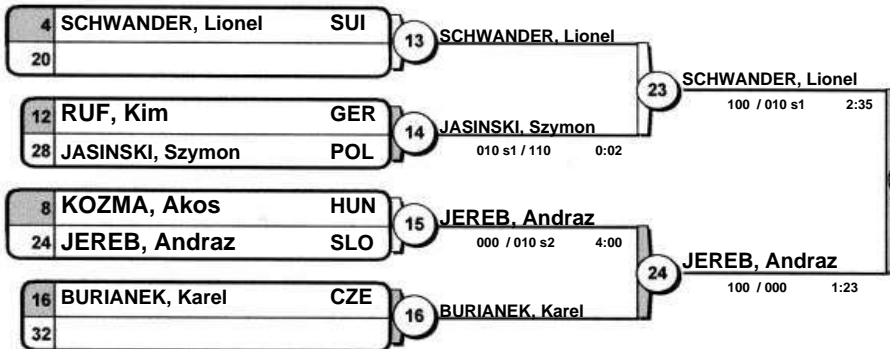 4 SCHWANDER, Lionel SUI
20
13 SCHWANDER, Lionel
12 RUF, Kim GER
28 JASINSKI, Szymon POL
14 JASINSKI, Szymon
010 s1 / 110 0:02
23 SCHWANDER, Lionel
100 / 010 s1 2:35
8 KOZMA, Akos HUN
24 JEREB, Andraz SLO
15 JEREB, Andraz
000 / 010 s2 4:00
16 BURIANEK, Karel CZE
32
16 BURIANEK, Karel
24 JEREB, Andraz
100 / 000 1:23